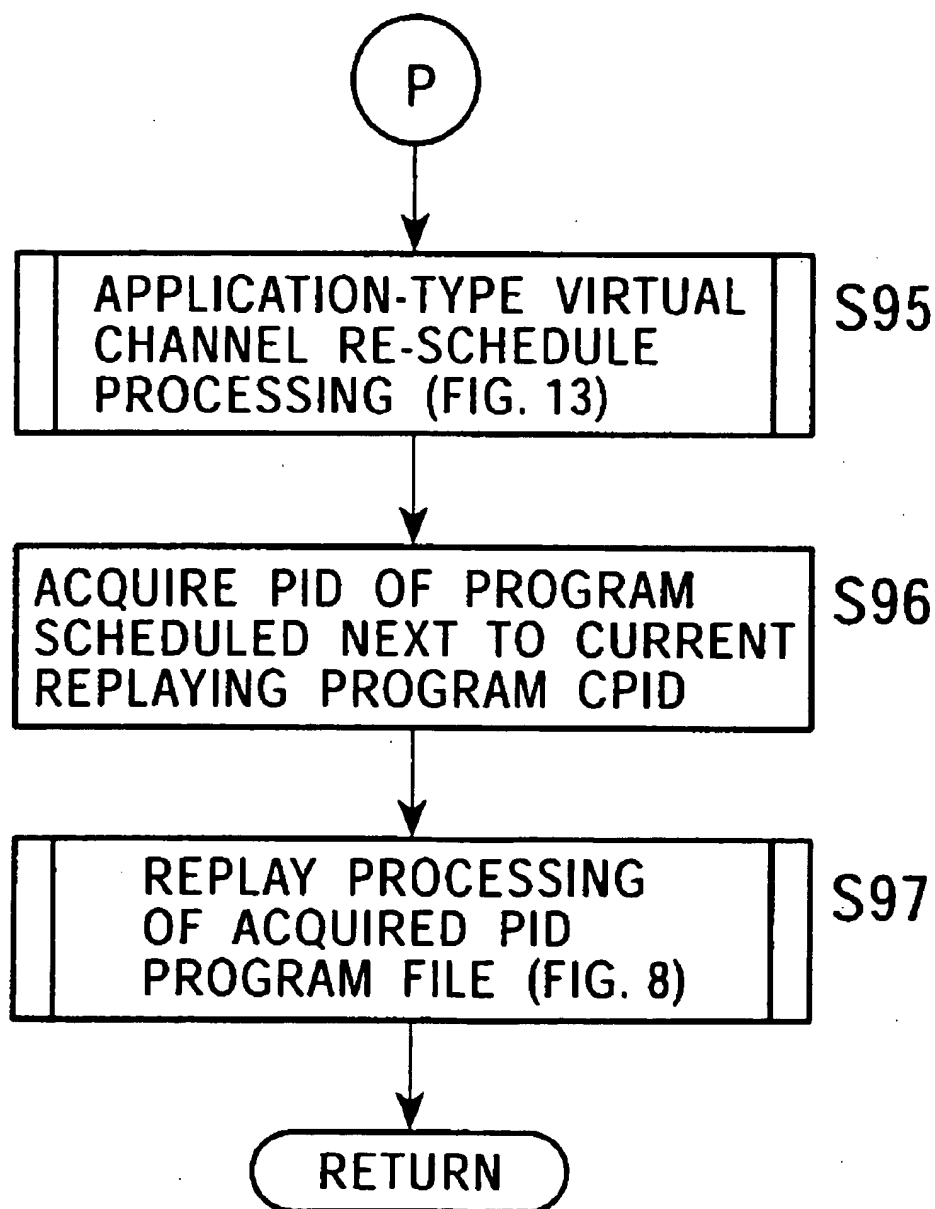 P
APPLICATION-TYPE VIRTUAL
CHANNEL RE-SCHEDULE
PROCESSING (FIG. 13)
S95
ACQUIRE PID OF PROGRAM
SCHEDULED NEXT TO CURRENT
REPLAYING PROGRAM CPID
S96
REPLAY PROCESSING
OF ACQUIRED PID
PROGRAM FILE (FIG. 8)
S97
RETURN